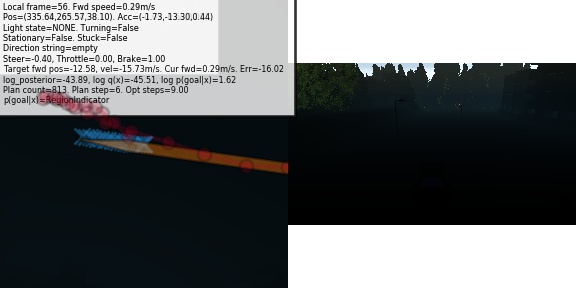 Local frame=56. Fwd speed=0.29m/s
Pos=(335.64,265.57,38.10). Acc=(-1.73,-13.30,0.44)
Light state=NONE. Turning=False
Stationary=False. Stuck=False
Direction string=empty
Steer=-0.40, Throttle=0.00, Brake=1.00
Target fwd pos=-12.58, vel=-15.73m/s. Cur fwd=0.29m/s. Err=-16.02
log_posterior=-43.89, log q(x)=-45.51, log p(goal|x)=1.62
Plan count=813. Plan step=6. Opt steps=9.00
p(goal|x)=RegionIndicator